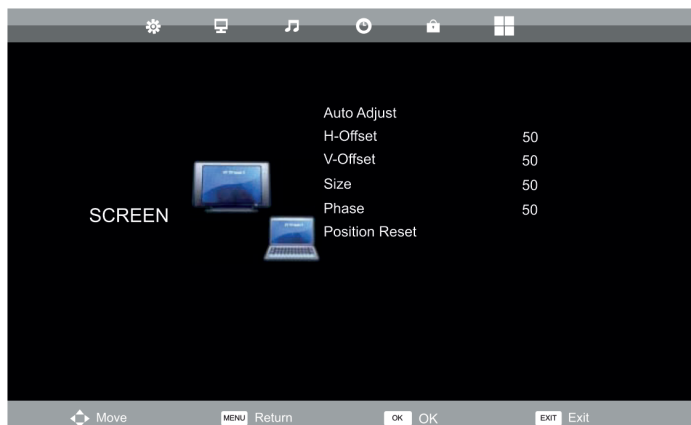 Auto Adjust
H-Offset 50
V-Offset 50
Size 50
SCREEN
Phase 50
Position Reset
Move MENU Return OK OK EXIT Exit